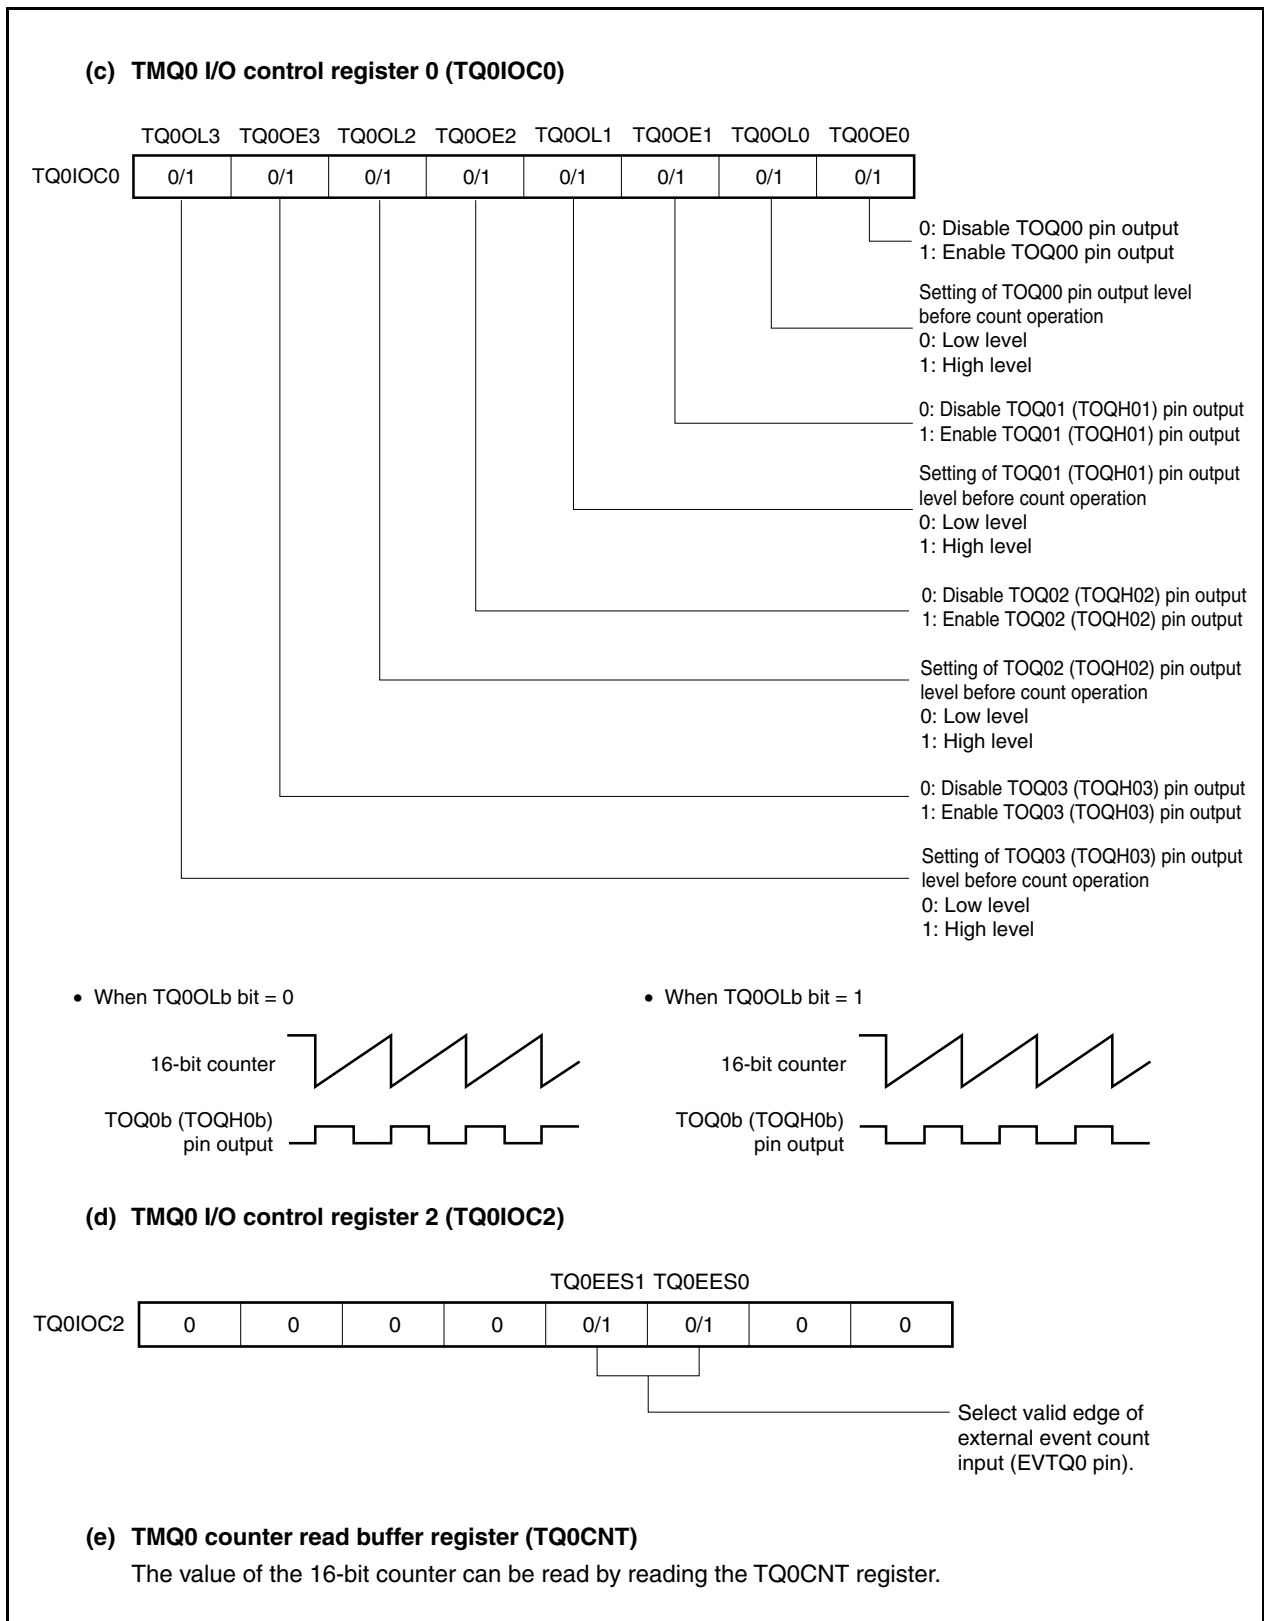 (c) TMQ0 I/O control register 0 (TQ0IOC0)
TQ0OL3 TQ0OE3 TQ0OL2 TQ0OE2 TQ0OL1 TQ0OE1 TQ0OL0 TQ0OE0
TQ0IOC0 0/1 0/1 0/1 0/1 0/1 0/1 0/1 0/1
0: Disable TOQ00 pin output
1: Enable TOQ00 pin output
Setting of TOQ00 pin output level
before count operation
0: Low level
1: High level
0: Disable TOQ01 (TOQH01) pin output
1: Enable TOQ01 (TOQH01) pin output
Setting of TOQ01 (TOQH01) pin output
level before count operation
0: Low level
1: High level
0: Disable TOQ02 (TOQH02) pin output
1: Enable TOQ02 (TOQH02) pin output
Setting of TOQ02 (TOQH02) pin output
level before count operation
0: Low level
1: High level
0: Disable TOQ03 (TOQH03) pin output
1: Enable TOQ03 (TOQH03) pin output
Setting of TOQ03 (TOQH03) pin output
level before count operation
0: Low level
1: High level
• When TQ0OLb bit = 0
16-bit counter
TOQ0b (TOQH0b)
pin output
• When TQ0OLb bit = 1
16-bit counter
TOQ0b (TOQH0b)
pin output
(d) TMQ0 I/O control register 2 (TQ0IOC2)
TQ0EES1 TQ0EES0
TQ0IOC2 0 0 0 0 0/1 0/1 0 0
Select valid edge of
external event count
input (EVTQ0 pin).
(e) TMQ0 counter read buffer register (TQ0CNT)
The value of the 16-bit counter can be read by reading the TQ0CNT register.